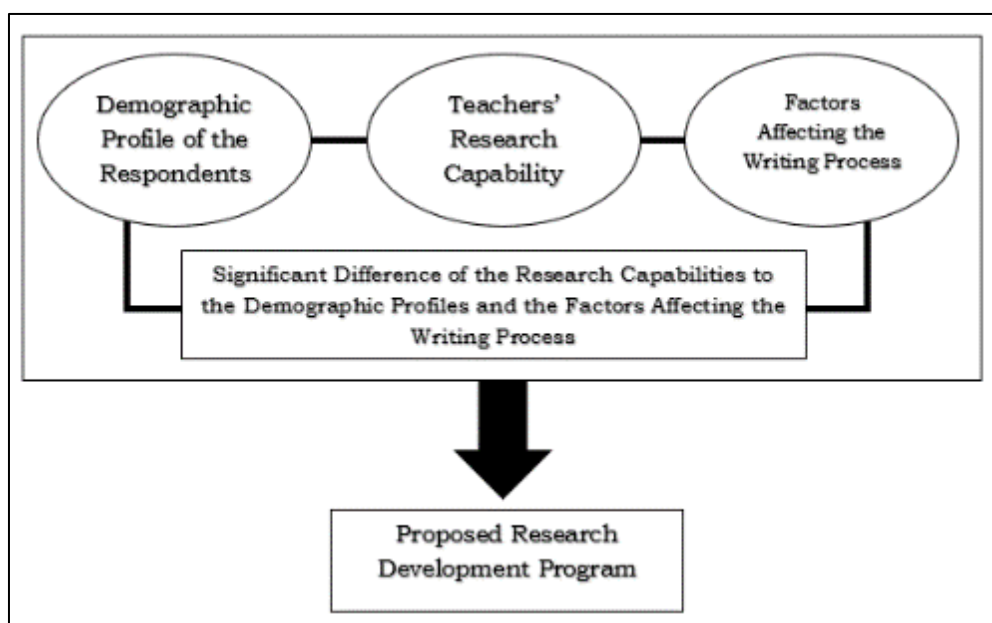 Demographic
Profile of the
Respondents
Teachers'
Research
Capability
Factors
Affecting the
Writing Process
Significant Difference of the Research Capabilities to
the Demographic Profiles and the Factors Affecting the
Writing Process
Proposed Research
Development Program